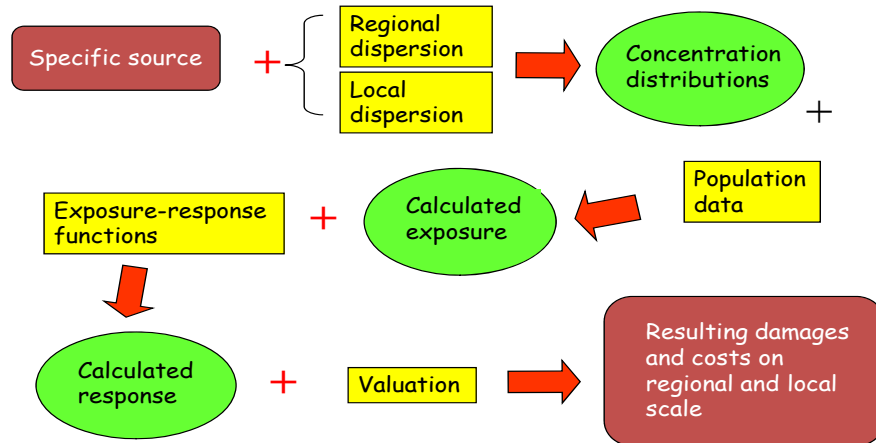 Specific source
+
Regional
dispersion
Local
dispersion
Concentration
distributions
+
Population
data
Calculated
exposure
+
Exposure-response
functions
Calculated
response
+
Valuation
Resulting damages
and costs on
regional and local
scale